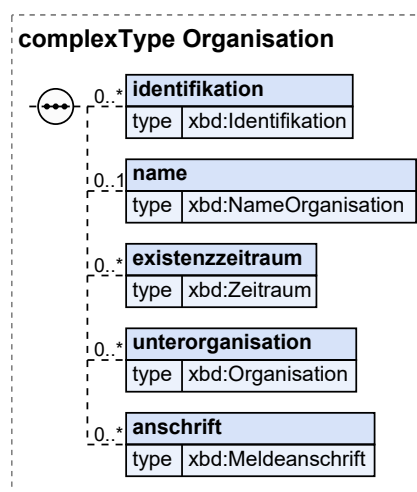 complexType Organisation
0..* identifikation
type xbd:Identifikation
0..1 name
type xbd:NameOrganisation
0..* existenzzeitraum
type xbd:Zeitraum
0..* unterorganisation
type xbd:Organisation
0..* anschrift
type xbd:Meldeanschrift